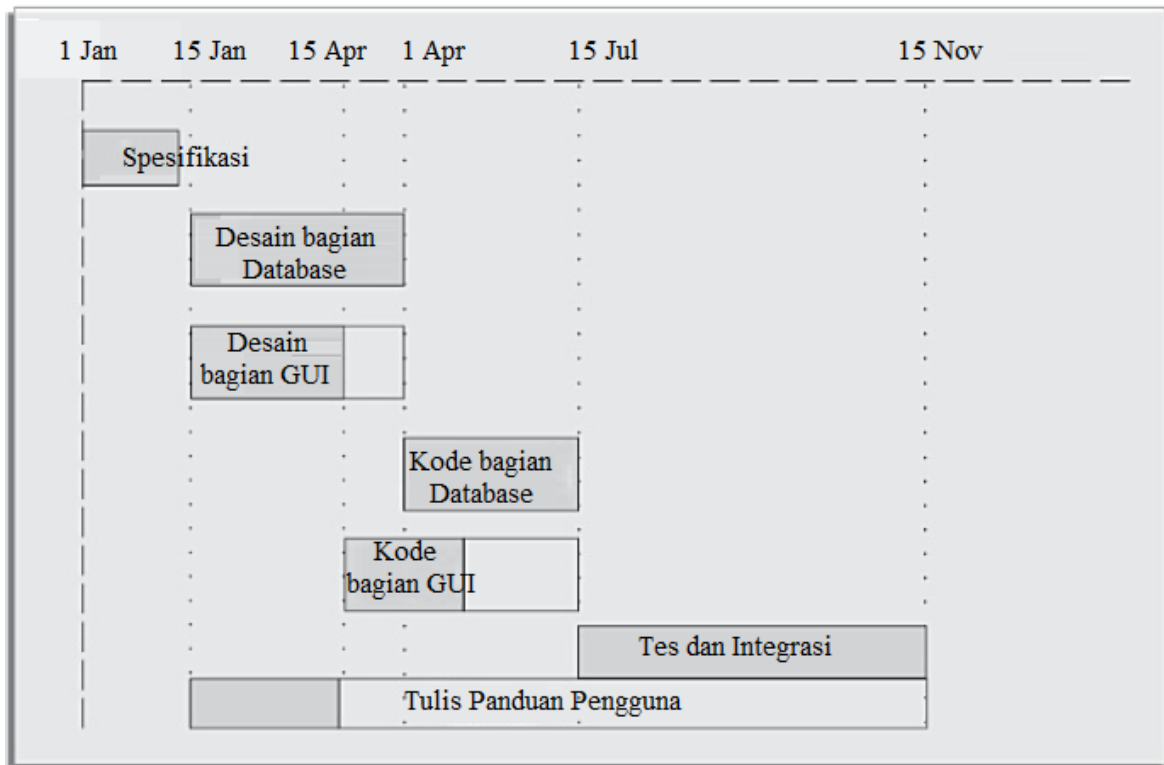 1 Jan 15 Jan 15 Apr 1 Apr 15 Jul 15 Nov
Spesifikasi
Desain bagian
Database
Desain
bagian GUI
Kode bagian
Database
Kode
bagian GUI
Tes dan Integrasi
Tulis Panduan Pengguna